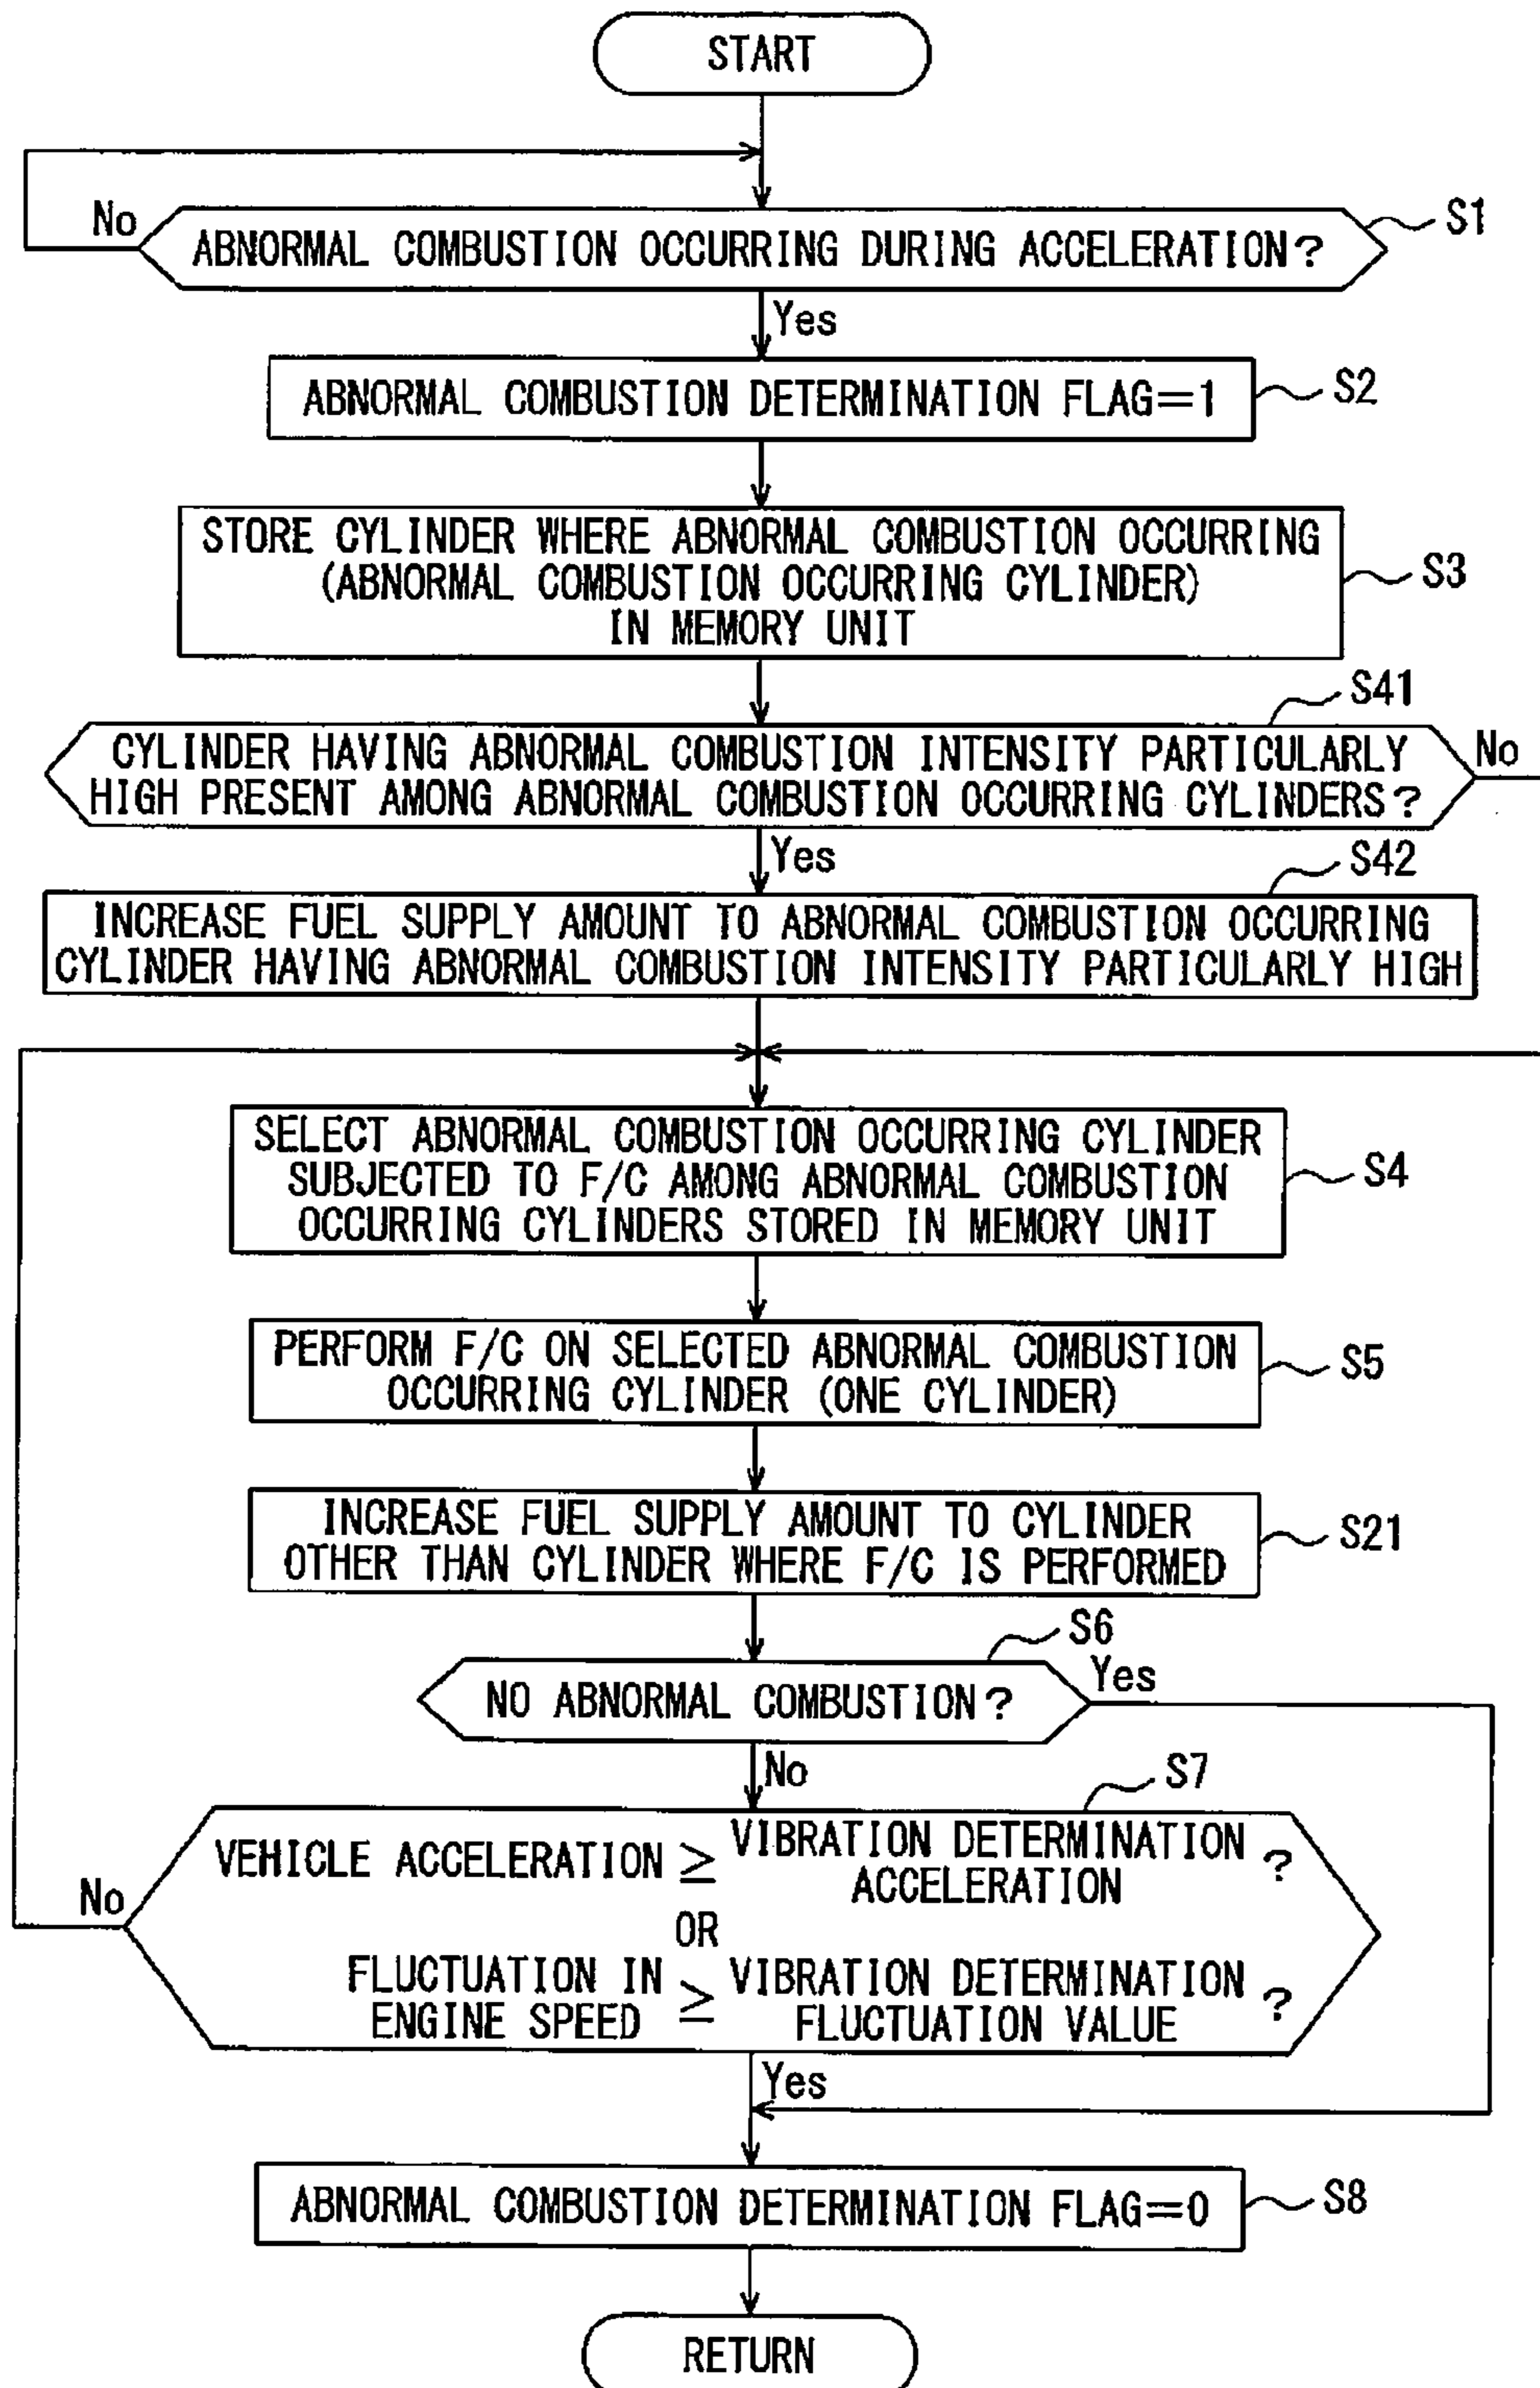 START
No
ABNORMAL COMBUSTION OCCURRING DURING ACCELERATION?
S1
Yes
ABNORMAL COMBUSTION DETERMINATION FLAG=1
S2
STORE CYLINDER WHERE ABNORMAL COMBUSTION OCCURRING
(ABNORMAL COMBUSTION OCCURRING CYLINDER)
IN MEMORY UNIT
S3
S41
CYLINDER HAVING ABNORMAL COMBUSTION INTENSITY PARTICULARLY
HIGH PRESENT AMONG ABNORMAL COMBUSTION OCCURRING CYLINDERS?
No
Yes
S42
INCREASE FUEL SUPPLY AMOUNT TO ABNORMAL COMBUSTION OCCURRING
CYLINDER HAVING ABNORMAL COMBUSTION INTENSITY PARTICULARLY HIGH
SELECT ABNORMAL COMBUSTION OCCURRING CYLINDER
SUBJECTED TO F/C AMONG ABNORMAL COMBUSTION
OCCURRING CYLINDERS STORED IN MEMORY UNIT
S4
PERFORM F/C ON SELECTED ABNORMAL COMBUSTION
OCCURRING CYLINDER (ONE CYLINDER)
S5
INCREASE FUEL SUPPLY AMOUNT TO CYLINDER
OTHER THAN CYLINDER WHERE F/C IS PERFORMED
S21
S6
NO ABNORMAL COMBUSTION?
Yes
No
S7
VEHICLE ACCELERATION ≧ VIBRATION DETERMINATION
ACCELERATION ?
OR
FLUCTUATION IN
ENGINE SPEED ≧ VIBRATION DETERMINATION
FLUCTUATION VALUE ?
No
Yes
ABNORMAL COMBUSTION DETERMINATION FLAG=0
S8
RETURN